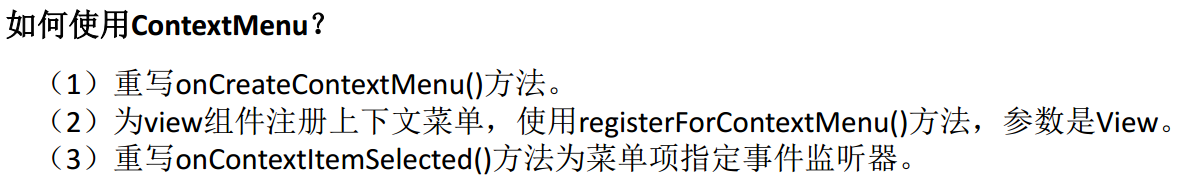 如何使用ContextMenu？
（1）重写onCreateContextMenu()方法。
（2）为view组件注册上下文菜单，使用registerForContextMenu()方法，参数是View。
（3）重写onContextItemSelected()方法为菜单项指定事件监听器。